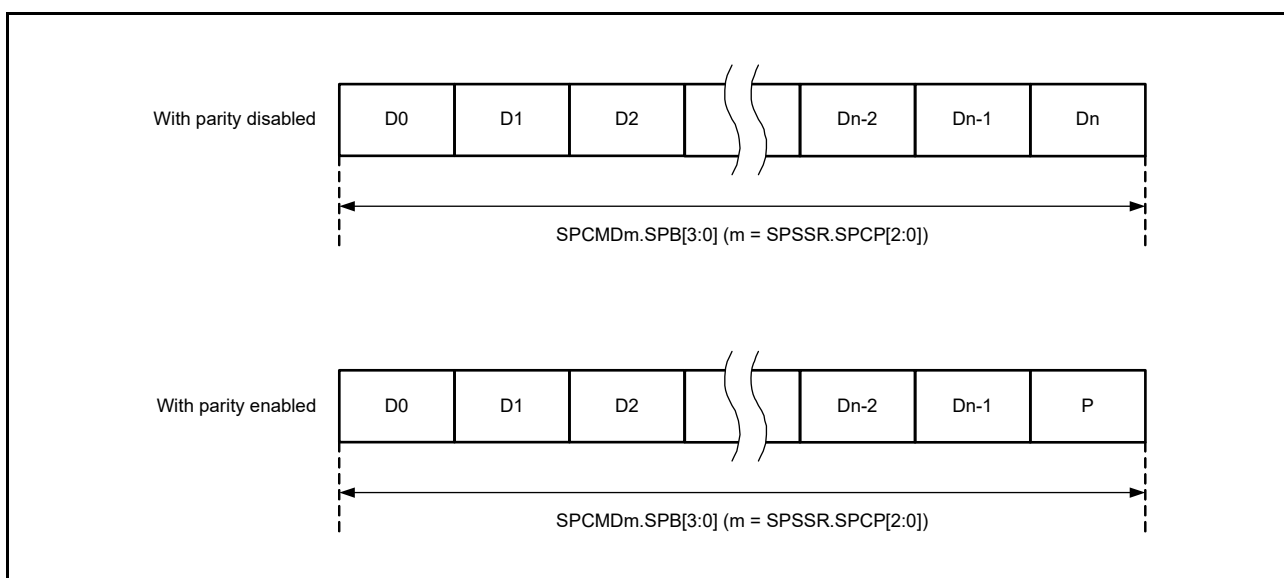 With parity disabled D0 D1 D2 Dn-2 Dn-1 Dn
SPCMDm.SPB[3:0] (m = SPSSR.SPCP[2:0])
With parity enabled D0 D1 D2 Dn-2 Dn-1 P
SPCMDm.SPB[3:0] (m = SPSSR.SPCP[2:0])